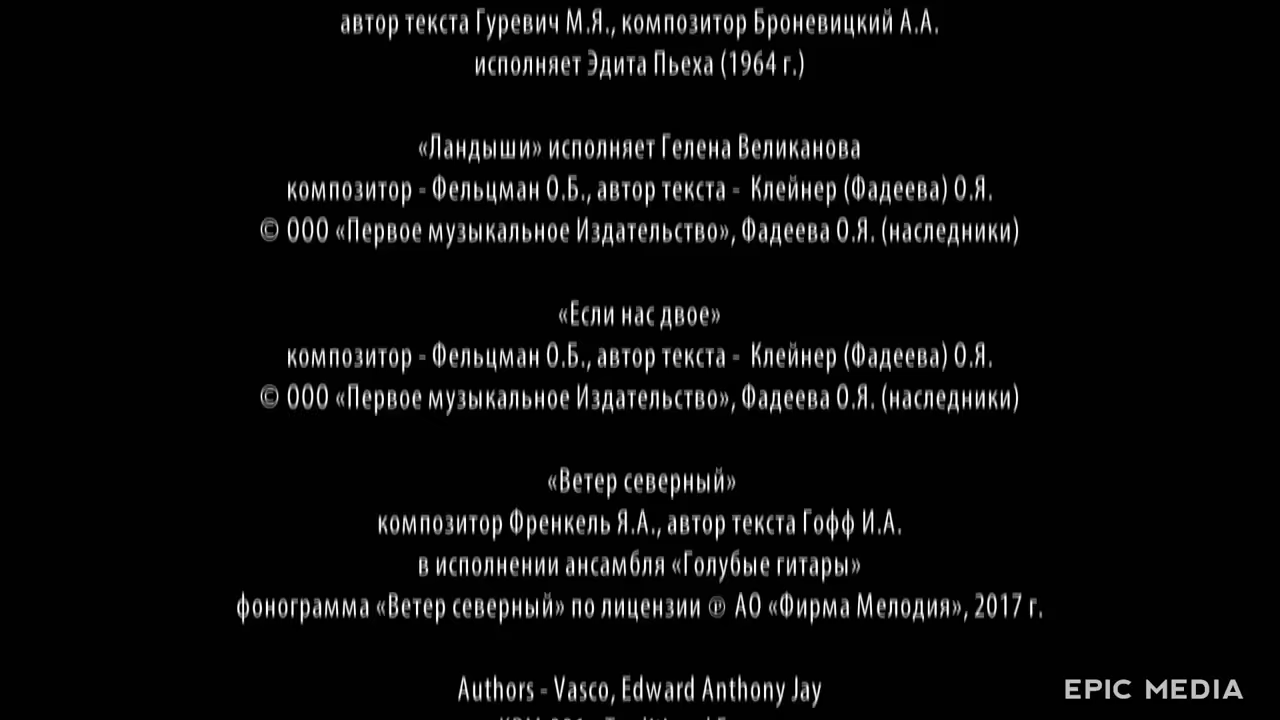 автор текста Гуревич М.Я., композитор Броневицкий А.А.
исполняет Эдита Пьеха (1964 г.)
«Ландыши» исполняет Гелена Великанова
композитор - Фельцман О.Б., автор текста - Клейнер (Фадеева) О.Я.
© ООО «Первое музыкальное Издательство», Фадеева О.Я. (наследники)
«Если нас двое»
композитор - Фельцман О.Б., автор текста - Клейнер (Фадеева) О.Я.
© ООО «Первое музыкальное Издательство», Фадеева О.Я. (наследники)
«Ветер северный»
композитор Френкель Я.А., автор текста Гофф И.А.
в исполнении ансамбля «Голубые гитары»
фонограмма «Ветер северный» по лицензии ℗ АО «Фирма Мелодия», 2017 г.
Authors - Vasco, Edward Anthony Jay
EPIC MEDIA